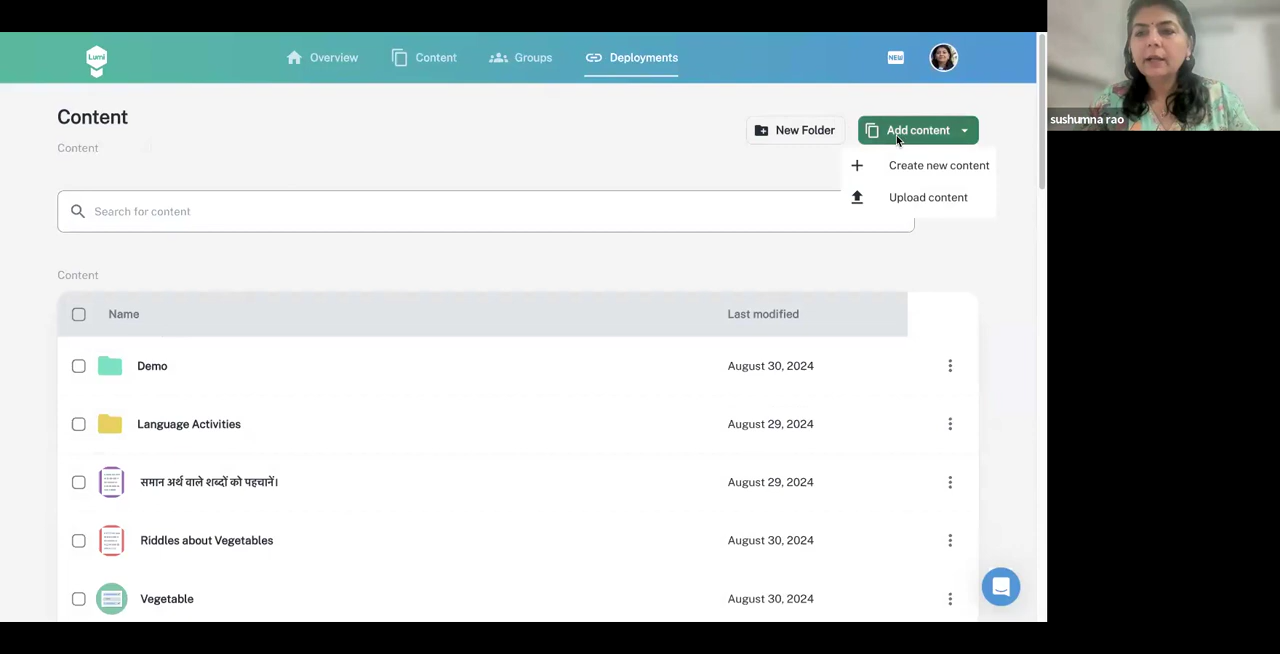 Lumi
Overview
Content
Groups
Deployments
NEW
sushumna rao
Content
New Folder
Add content
Content
Create new content
Upload content
Search for content
Content
Name
Last modified
Demo
August 30, 2024
Language Activities
August 29, 2024
समान अर्थ वाले शब्दों को पहचानें।
August 29, 2024
Riddles about Vegetables
August 30, 2024
Vegetable
August 30, 2024